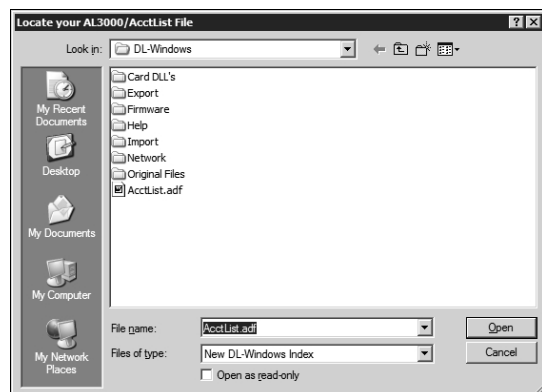 Locate your AL3000/AcctList File
Look in: DL-Windows
My Recent Documents
Desktop
My Documents
My Computer
My Network Places
Card DLL's
Export
Firmware
Help
Import
Network
Original Files
AcctList.adf
File name: AcctList.adf Open
Files of type: New DL-Windows Index Cancel
Open as read-only